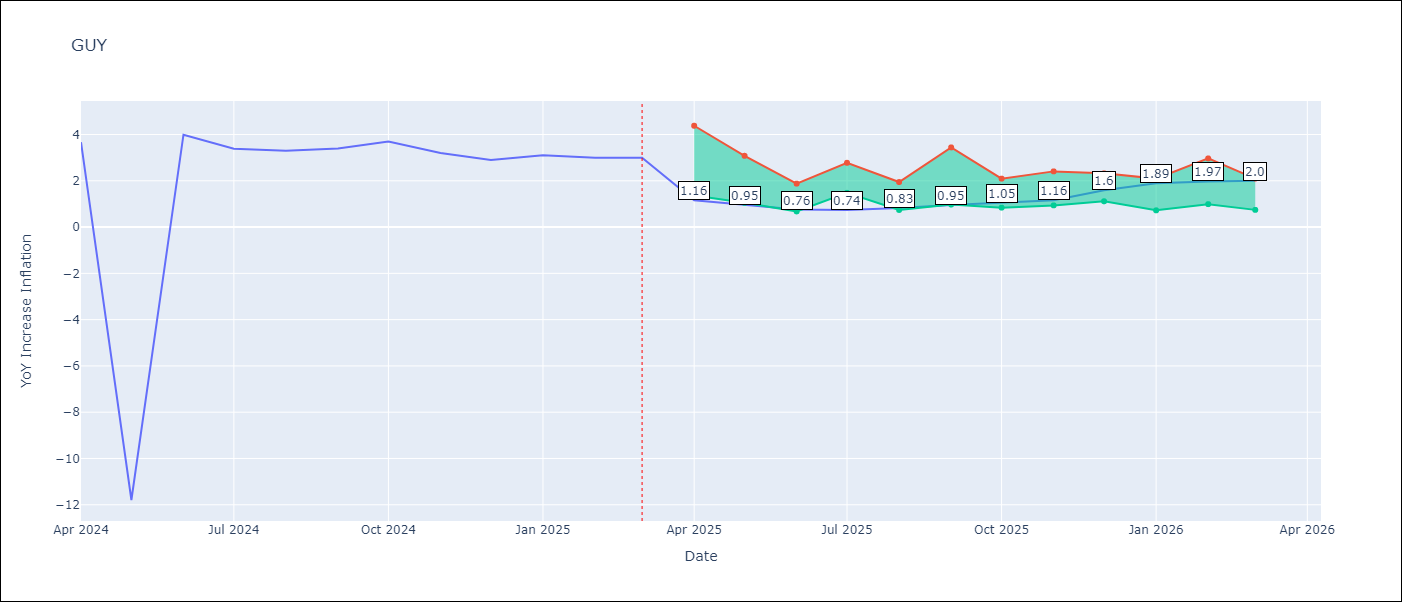 GUY
YoY Increase Inflation
4
2
0
−2
−4
−6
−8
−10
−12
1.16
0.95
0.76
0.74
0.83
0.95
1.05
1.16
1.6
1.89
1.97
2.0
Apr 2024
Jul 2024
Oct 2024
Jan 2025
Apr 2025
Jul 2025
Oct 2025
Jan 2026
Apr 2026
Date